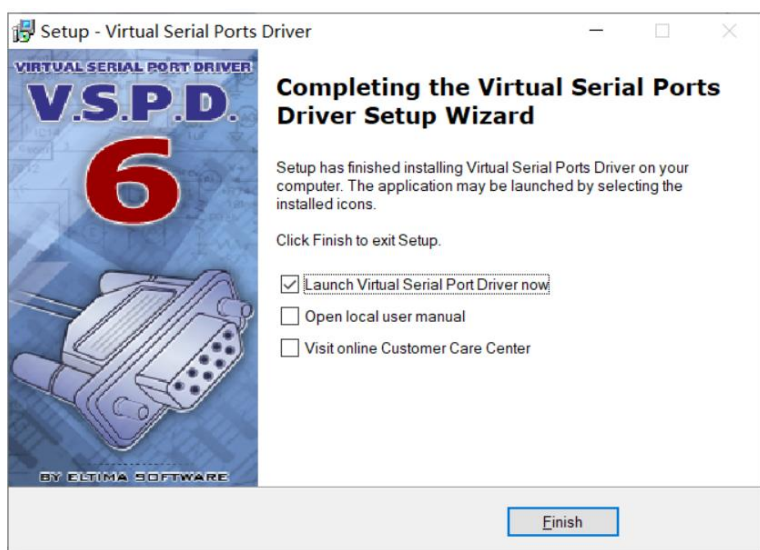 Setup - Virtual Serial Ports Driver
VIRTUAL SERIAL PORT DRIVER
V.S.P.D.
6
BY ELTIMA SOFTWARE
Completing the Virtual Serial Ports
Driver Setup Wizard
Setup has finished installing Virtual Serial Ports Driver on your
computer. The application may be launched by selecting the
installed icons.
Click Finish to exit Setup.
Launch Virtual Serial Port Driver now
Open local user manual
Visit online Customer Care Center
Finish